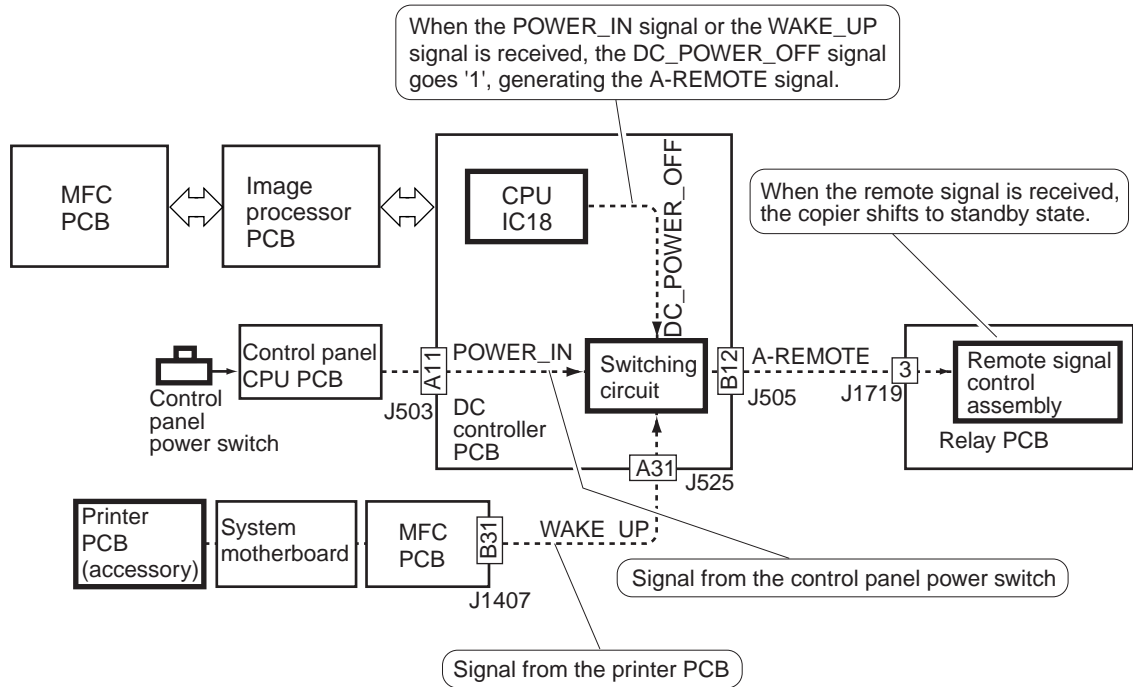 When the POWER_IN signal or the WAKE_UP
signal is received, the DC_POWER_OFF signal
goes '1', generating the A-REMOTE signal.
MFC
PCB
Image
processor
PCB
CPU
IC18
DC_POWER_OFF
When the remote signal is received,
the copier shifts to standby state.
Control
panel
power switch
Control panel
CPU PCB
A11
J503
POWER_IN
DC
controller
PCB
Switching
circuit
B12
J505
A-REMOTE
J1719
3
Remote signal
control
assembly
Relay PCB
A31
J525
Printer
PCB
(accessory)
System
motherboard
MFC
PCB
B31
J1407
WAKE_UP
Signal from the control panel power switch
Signal from the printer PCB